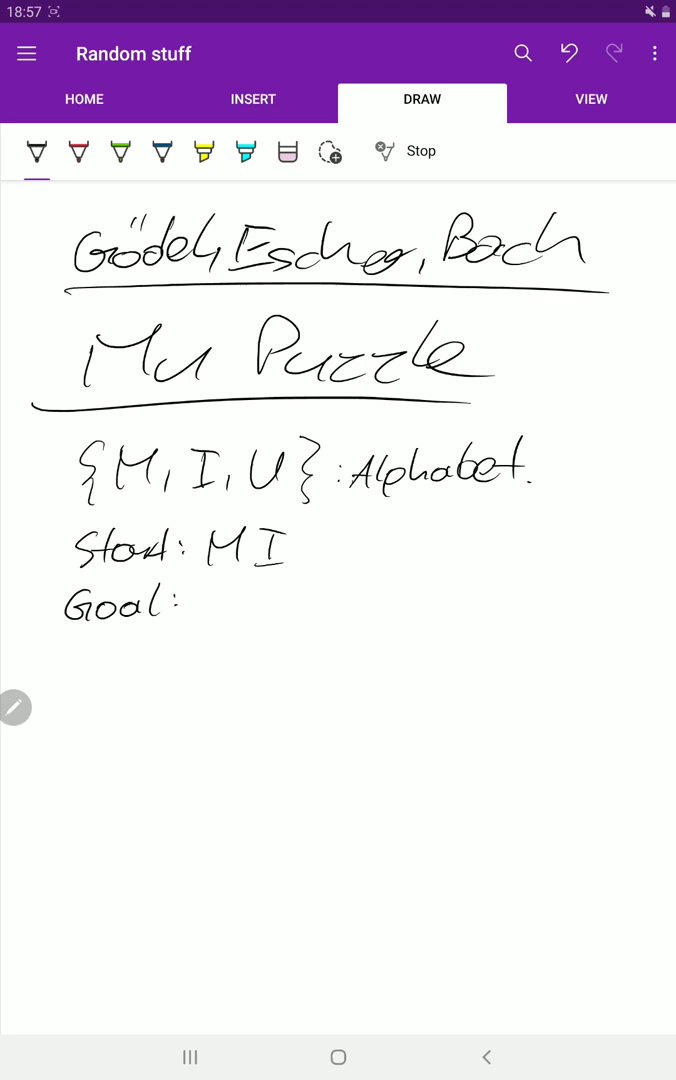 18:57
Random stuff
HOME INSERT DRAW VIEW
Stop
Gödel, Escher, Bach
Mu Puzzle
{M, I, U} : Alphabet.
Start: MI
Goal: